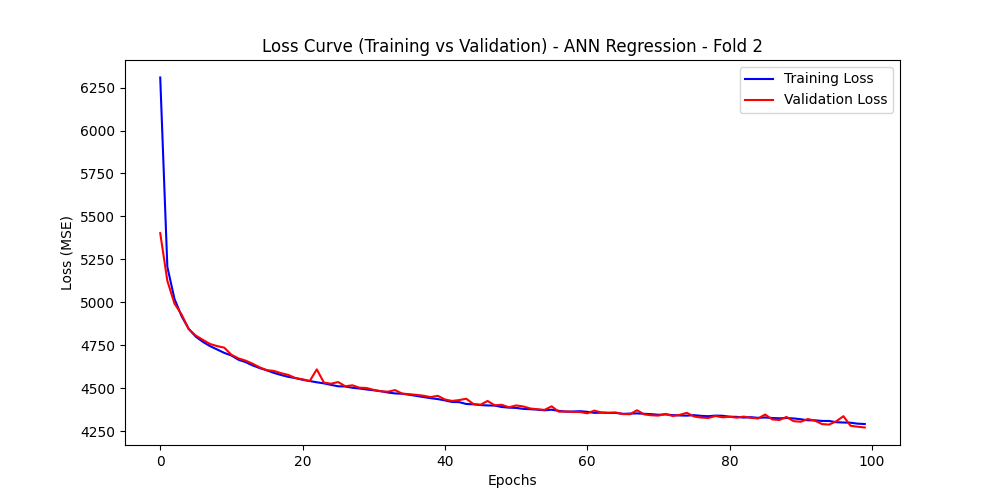 Loss Curve (Training vs Validation) - ANN Regression - Fold 2
Training Loss
Validation Loss
6250
6000
5750
5500
5250
5000
4750
4500
4250
Loss (MSE)
0 20 40 60 80 100
Epochs